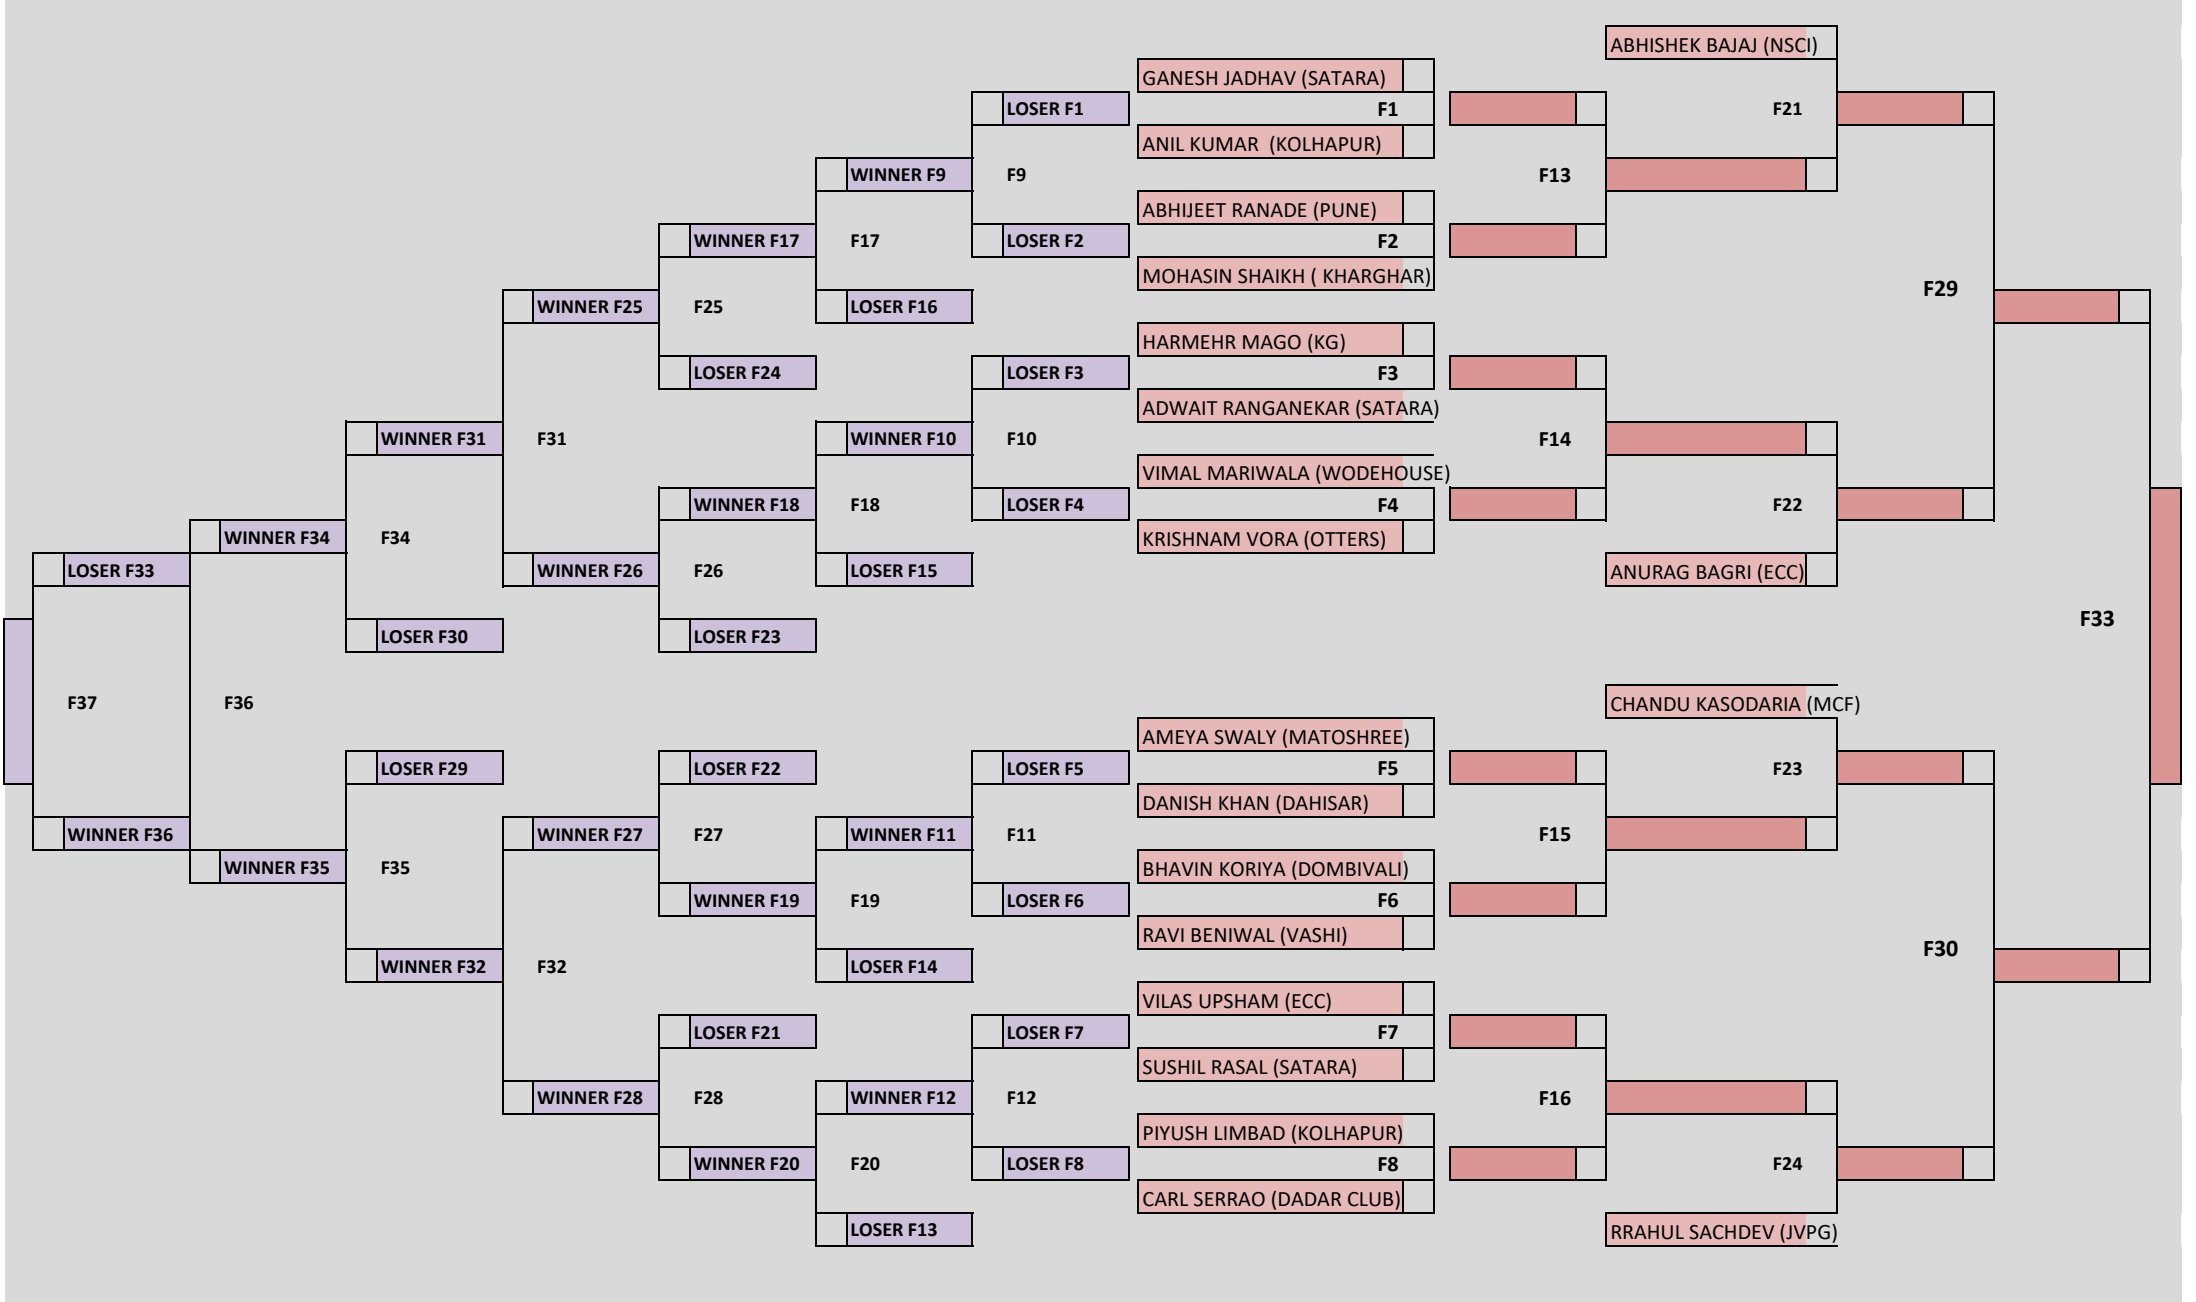 ABHISHEK BAJAJ (NSCI)
GANESH JADHAV (SATARA)
LOSER F1 F1 F21
ANIL KUMAR  (KOLHAPUR)
WINNER F9 F9 F13
ABHIJEET RANADE (PUNE)
WINNER F17 F17 LOSER F2 F2
MOHASIN SHAIKH ( KHARGHAR)
F29
WINNER F25 F25 LOSER F16
HARMEHR MAGO (KG)
LOSER F24 LOSER F3 F3
ADWAIT RANGANEKAR (SATARA)
WINNER F31 F31 WINNER F10 F10 F14
VIMAL MARIWALA (WODEHOUSE)
WINNER F18 F18 LOSER F4 F4 F22
WINNER F34 F34 KRISHNAM VORA (OTTERS)
LOSER F33 WINNER F26 F26 LOSER F15 ANURAG BAGRI (ECC)
F33
LOSER F30 LOSER F23
F37 F36 CHANDU KASODARIA (MCF)
AMEYA SWALY (MATOSHREE)
LOSER F29 LOSER F22 LOSER F5 F5 F23
DANISH KHAN (DAHISAR)
WINNER F36 WINNER F27 F27 WINNER F11 F11 F15
WINNER F35 F35 BHAVIN KORIYA (DOMBIVALI)
WINNER F19 F19 LOSER F6 F6
RAVI BENIWAL (VASHI)
F30
WINNER F32 F32 LOSER F14
VILAS UPSHAM (ECC)
LOSER F21 LOSER F7 F7
SUSHIL RASAL (SATARA)
WINNER F28 F28 WINNER F12 F12 F16
PIYUSH LIMBAD (KOLHAPUR)
WINNER F20 F20 LOSER F8 F8 F24
CARL SERRAO (DADAR CLUB)
LOSER F13 RRAHUL SACHDEV (JVPG)